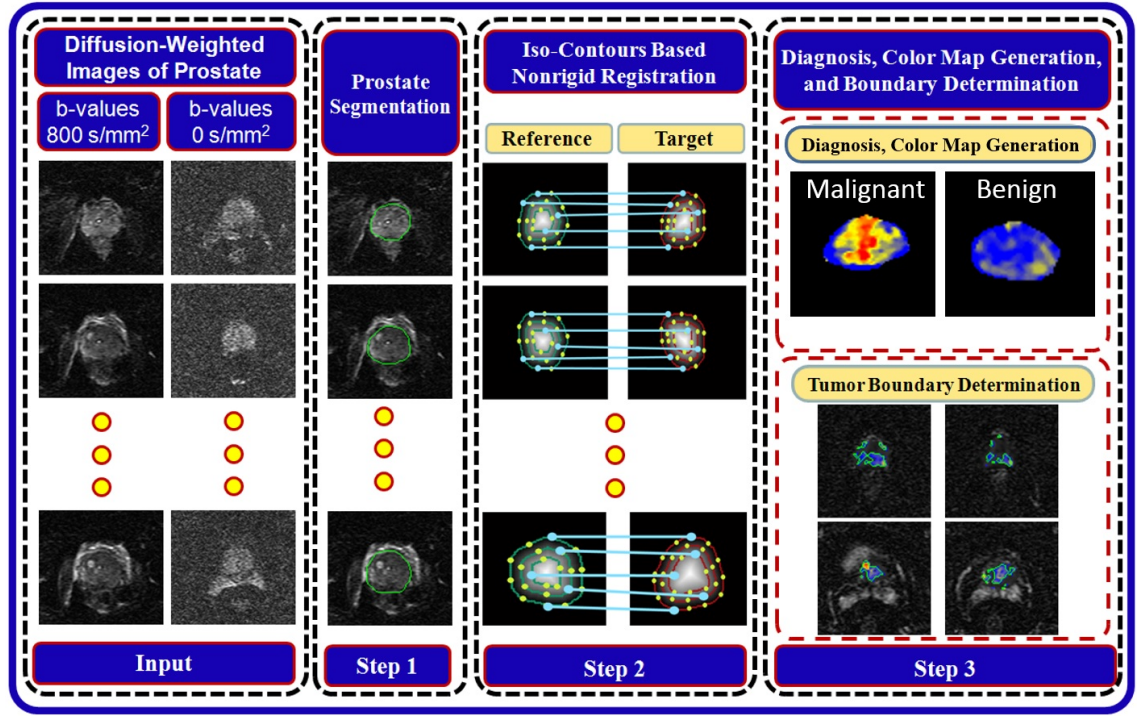 Diffusion-Weighted
Images of Prostate
b-values
800 s/mm²
b-values
0 s/mm²
Input
Prostate
Segmentation
Step 1
Iso-Contours Based
Nonrigid Registration
Reference
Target
Step 2
Diagnosis, Color Map Generation,
and Boundary Determination
Diagnosis, Color Map Generation
Malignant
Benign
Tumor Boundary Determination
Step 3